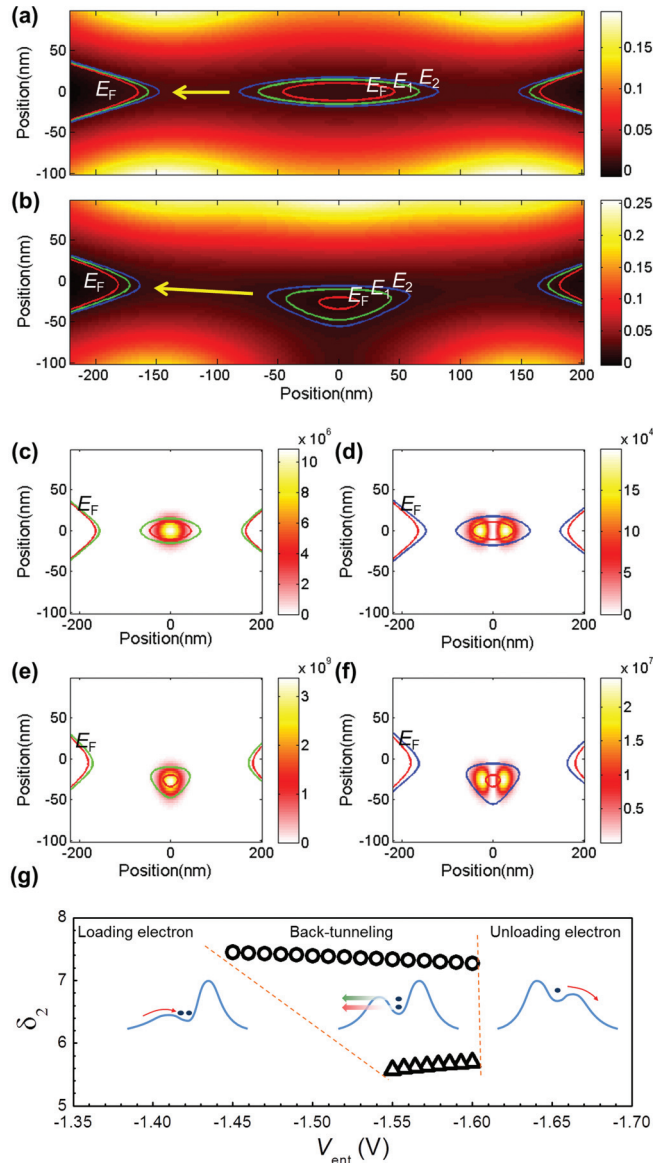 (a)
Position(nm)
50
0
-50
-100
E_F E_1 E_2
E_F
0.15
0.1
0.05
0
(b)
Position(nm)
50
0
-50
-100
E_F E_1 E_2
E_F
0.25
0.2
0.15
0.1
0.05
0
-200 -150 -100 -50 0 50 100 150 200
Position(nm)
(c)
Position(nm)
50
0
-50
-100
-200 0 200
Position(nm)
E_F
x 10^6
10
8
6
4
2
0
(d)
Position(nm)
50
0
-50
-100
-200 0 200
Position(nm)
E_F
x 10^4
15
10
5
0
(e)
Position(nm)
50
0
-50
-100
-200 0 200
Position(nm)
E_F
x 10^9
3
2
1
0
(f)
Position(nm)
50
0
-50
-100
-200 0 200
Position(nm)
E_F
x 10^7
2
1.5
1
0.5
(g)
8
7
6
5
δ_2
Loading electron Back-tunneling Unloading electron
-1.35 -1.40 -1.45 -1.50 -1.55 -1.60 -1.65 -1.70
V_ent (V)